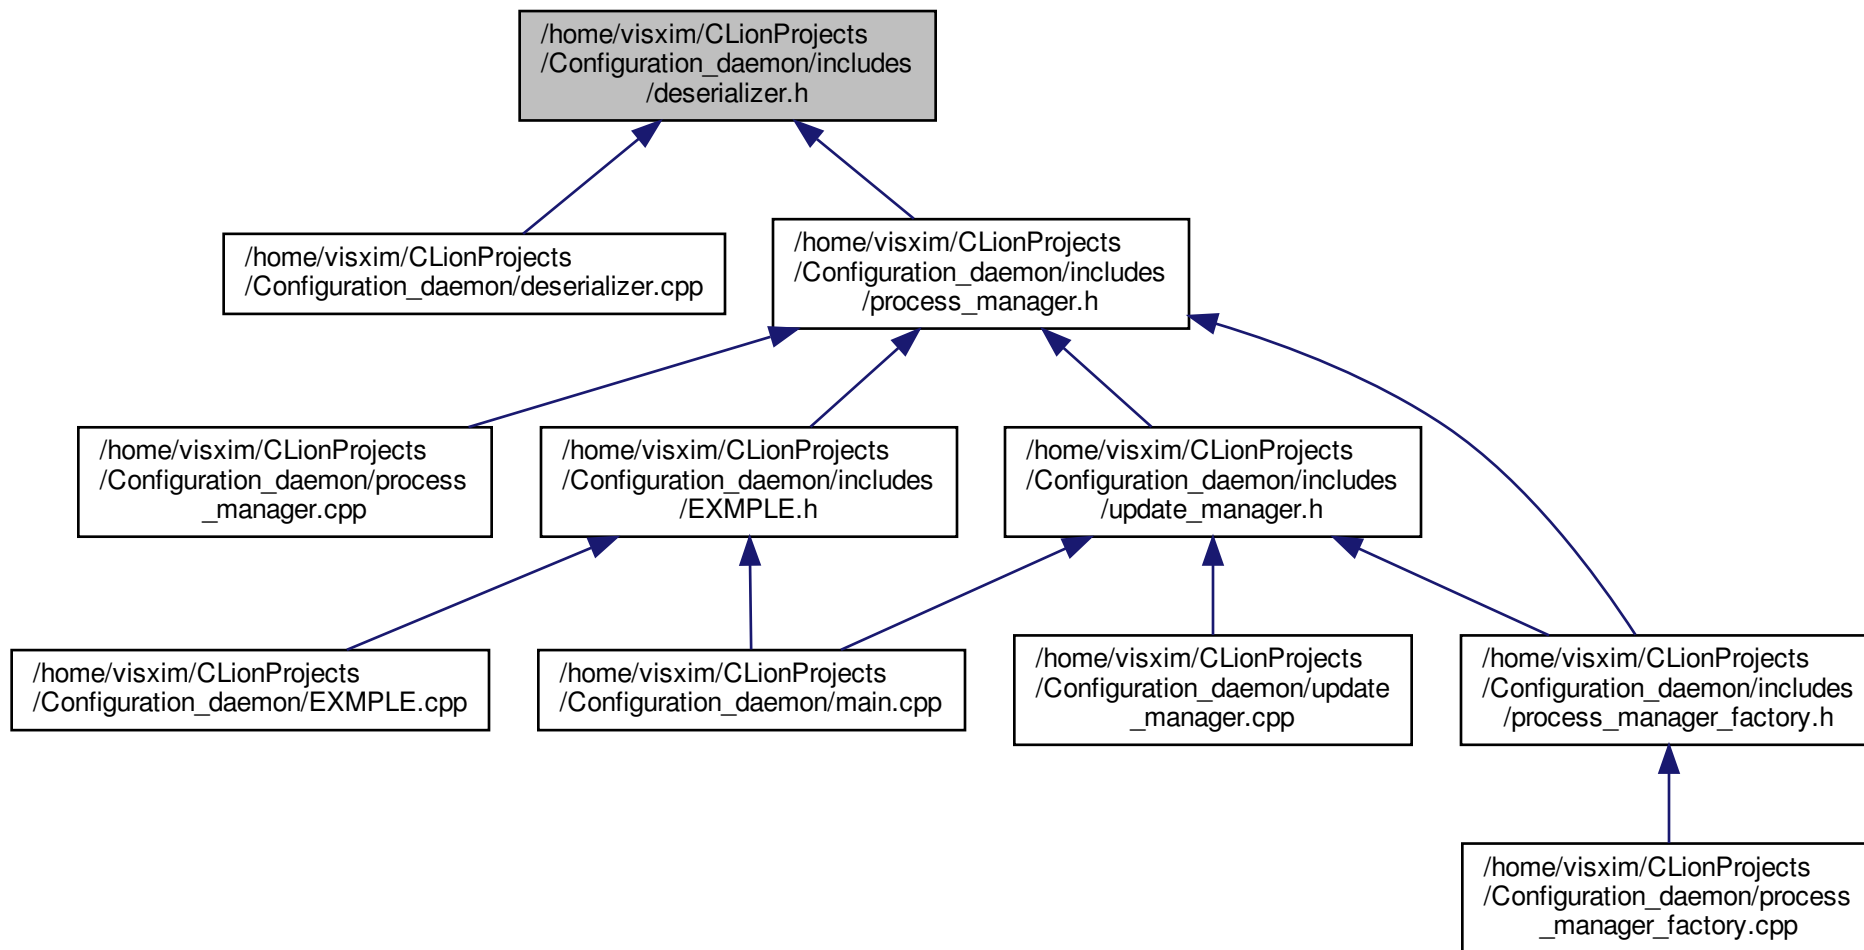 /home/visxim/CLionProjects
/Configuration_daemon/includes
/deserializer.h
/home/visxim/CLionProjects
/Configuration_daemon/deserializer.cpp
/home/visxim/CLionProjects
/Configuration_daemon/includes
/process_manager.h
/home/visxim/CLionProjects
/Configuration_daemon/process
_manager.cpp
/home/visxim/CLionProjects
/Configuration_daemon/includes
/EXMPLE.h
/home/visxim/CLionProjects
/Configuration_daemon/includes
/update_manager.h
/home/visxim/CLionProjects
/Configuration_daemon/EXMPLE.cpp
/home/visxim/CLionProjects
/Configuration_daemon/main.cpp
/home/visxim/CLionProjects
/Configuration_daemon/update
_manager.cpp
/home/visxim/CLionProjects
/Configuration_daemon/includes
/process_manager_factory.h
/home/visxim/CLionProjects
/Configuration_daemon/process
_manager_factory.cpp